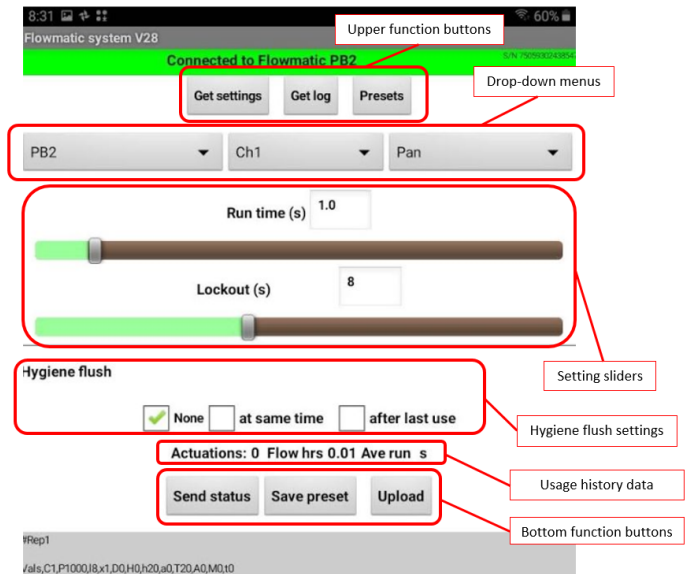 8:31 60%
Flowmatic system V28
Upper function buttons
Connected to Flowmatic PB2
Drop-down menus
Get settings Get log Presets
PB2 Ch1 Pan
Run time (s) 1.0
Lockout (s) 8
Setting sliders
Hygiene flush
None at same time after last use
Hygiene flush settings
Actuations: 0 Flow hrs 0.01 Ave run s
Usage history data
Send status Save preset Upload
Bottom function buttons
#Rep1
Vals,C1,P1000,l8,x1,D0,H0,h20,a0,T20,A0,M0,t0